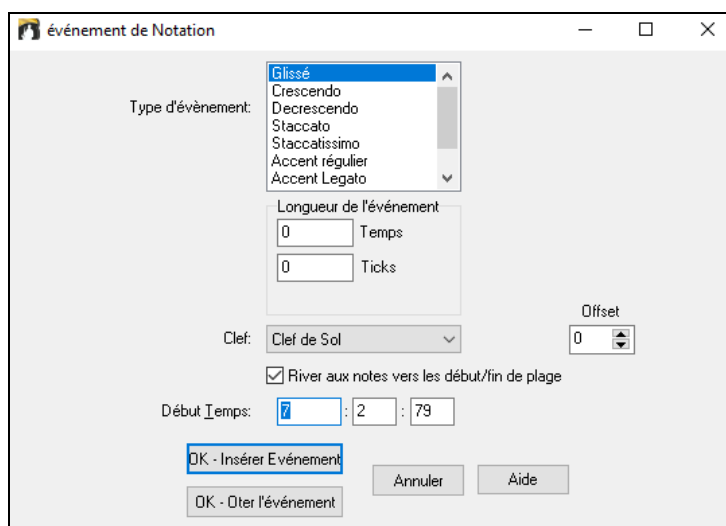 événement de Notation
Type d'évènement:
Glissé
Crescendo
Decrescendo
Staccato
Staccatissimo
Accent régulier
Accent Legato
Longueur de l'événement
0 Temps
0 Ticks
Offset
Clef: Clef de Sol 0
River aux notes vers les début/fin de plage
Début Temps: 7 : 2 : 79
OK - Insérer Evénement
Annuler Aide
OK - Oter l'événement